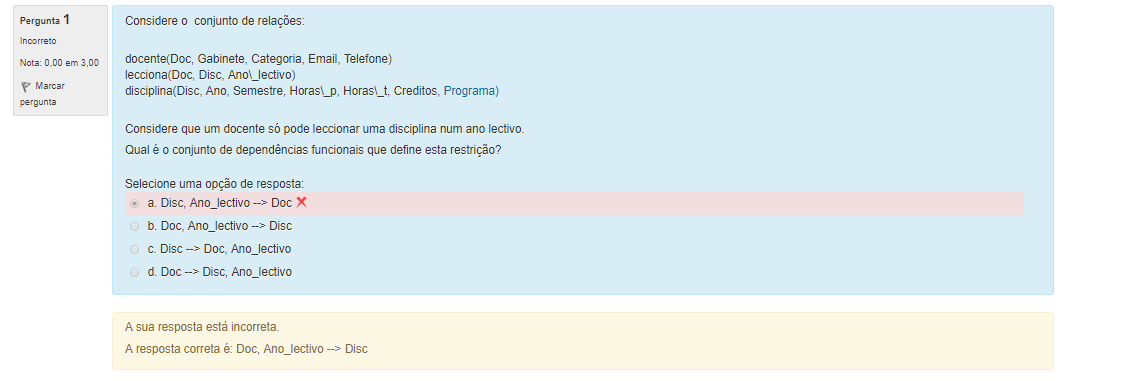 Pergunta 1
Incorreto
Nota: 0,00 em 3,00
Marcar
pergunta
Considere o conjunto de relações:
docente(Doc, Gabinete, Categoria, Email, Telefone)
lecciona(Doc, Disc, Ano\_lectivo)
disciplina(Disc, Ano, Semestre, Horas\_p, Horas\_t, Creditos, Programa)
Considere que um docente só pode leccionar uma disciplina num ano lectivo.
Qual é o conjunto de dependências funcionais que define esta restrição?
Selecione uma opção de resposta:
a. Disc, Ano_lectivo --> Doc
b. Doc, Ano_lectivo --> Disc
c. Disc --> Doc, Ano_lectivo
d. Doc --> Disc, Ano_lectivo
A sua resposta está incorreta.
A resposta correta é: Doc, Ano_lectivo --> Disc